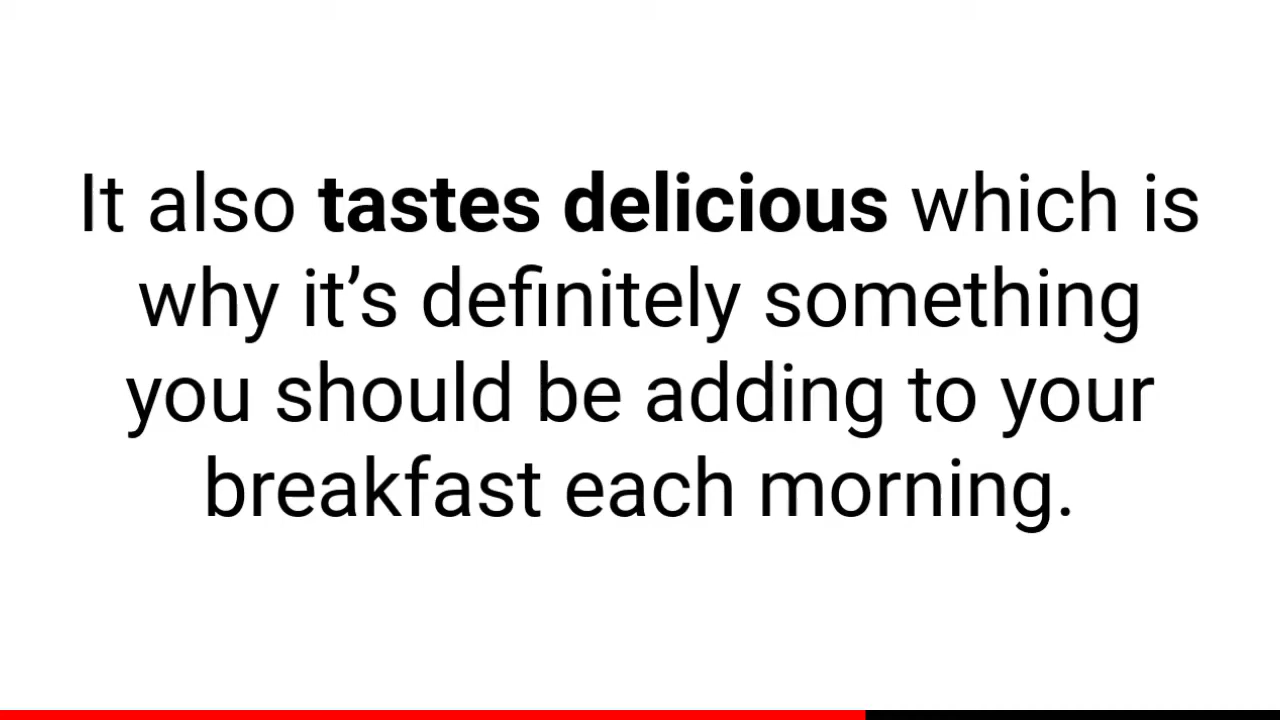 It also tastes delicious which is
why it’s definitely something
you should be adding to your
breakfast each morning.